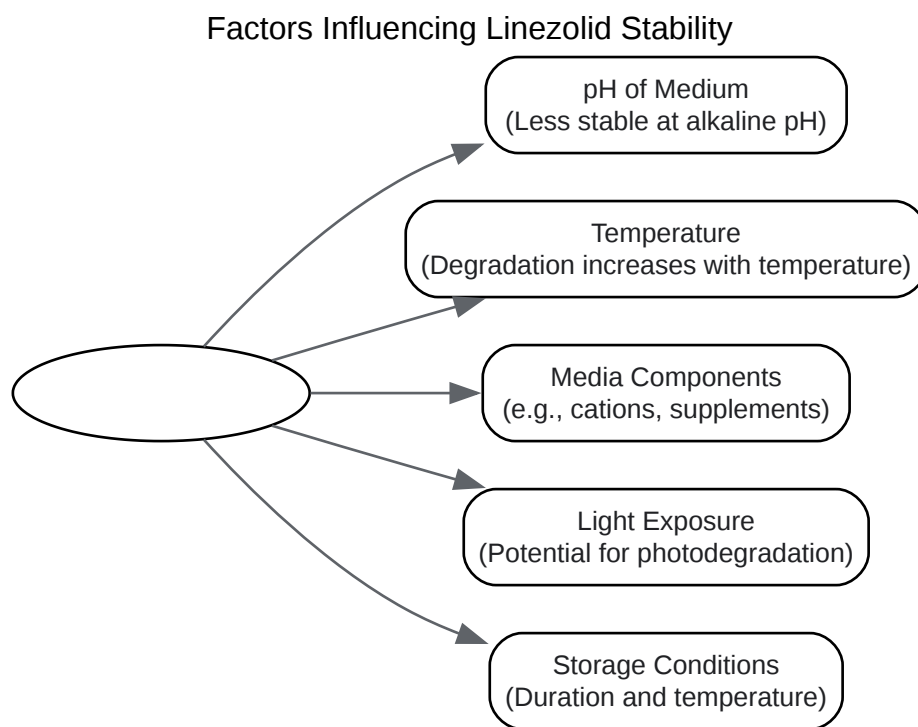 Factors Influencing Linezolid Stability
pH of Medium
(Less stable at alkaline pH)
Temperature
(Degradation increases with temperature)
Media Components
(e.g., cations, supplements)
Light Exposure
(Potential for photodegradation)
Storage Conditions
(Duration and temperature)